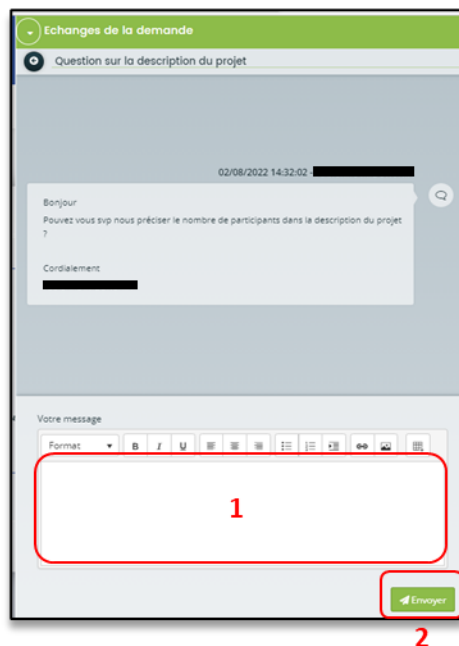 Echanges de la demande
Question sur la description du projet
02/08/2022 14:32:02 -
Bonjour
Pouvez vous svp nous préciser le nombre de participants dans la description du projet
?
Cordialement
Votre message
Format B I U
1
Envoyer
2